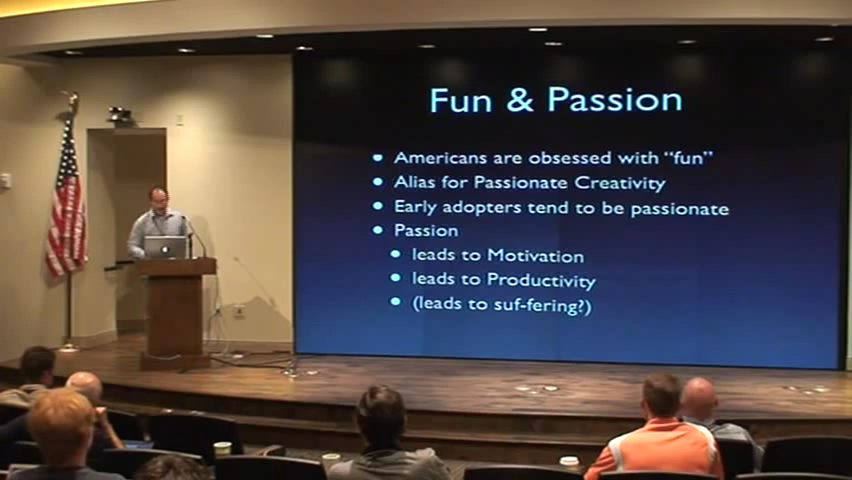 Fun & Passion
Americans are obsessed with “fun”
Alias for Passionate Creativity
Early adopters tend to be passionate
Passion
leads to Motivation
leads to Productivity
(leads to suf-fering?)